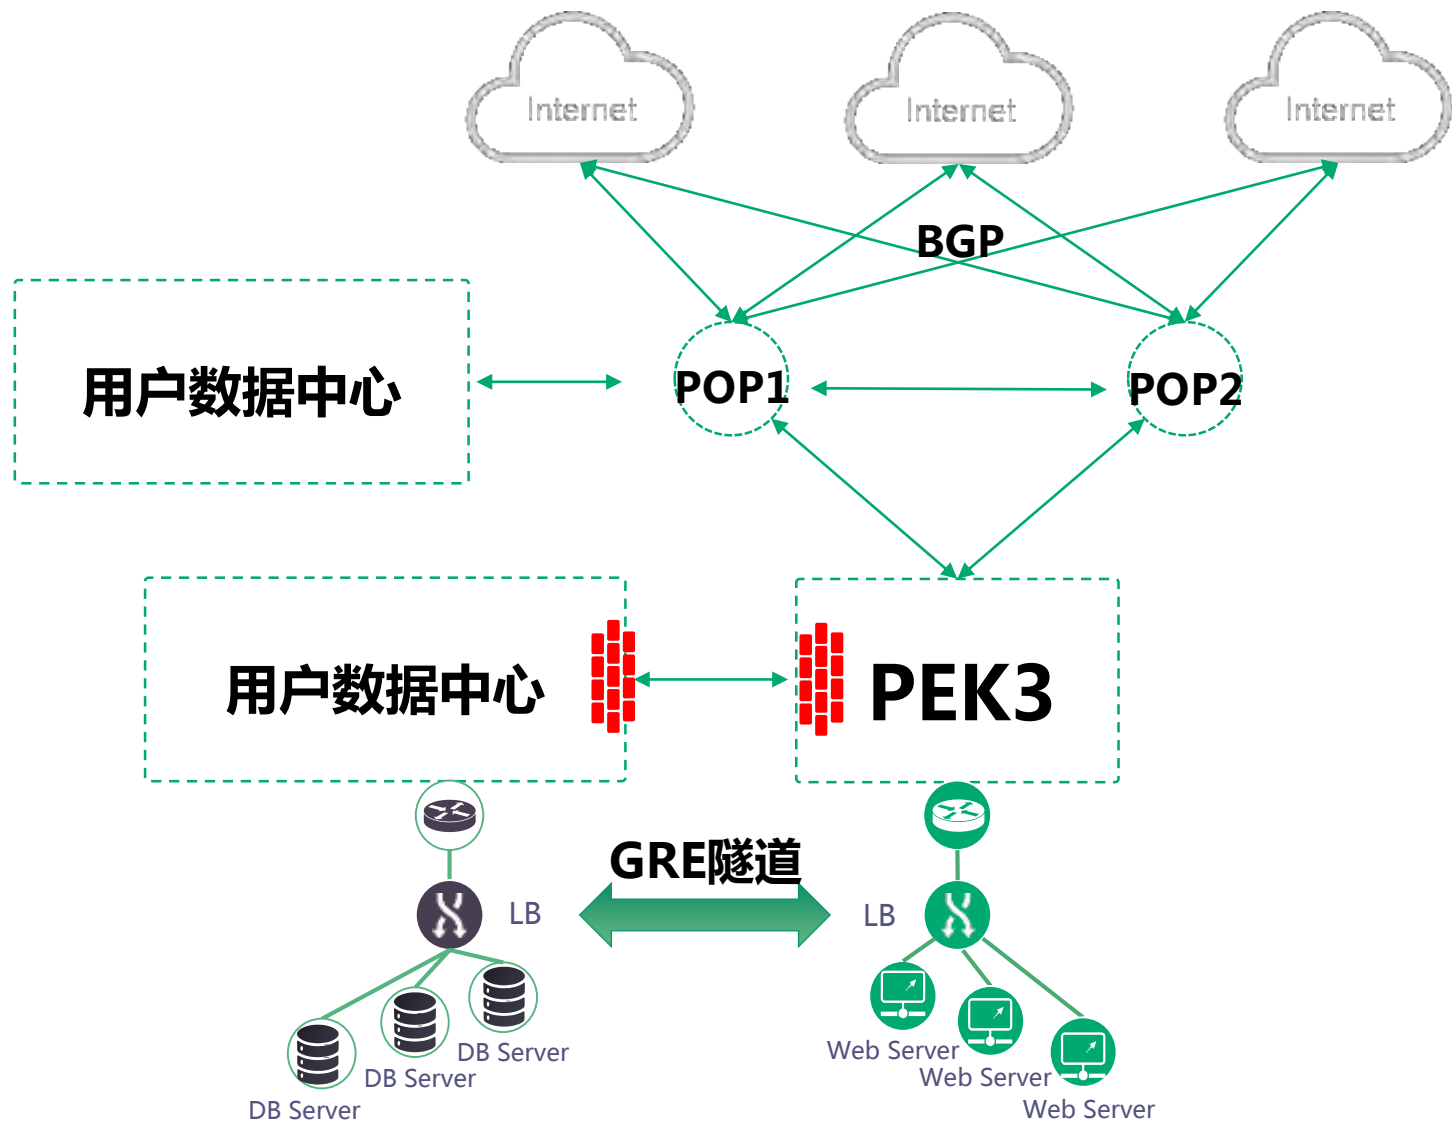 Internet
Internet
Internet
BGP
用户数据中心
POP1
POP2
用户数据中心
PEK3
GRE隧道
LB
LB
DB Server
DB Server
DB Server
Web Server
Web Server
Web Server